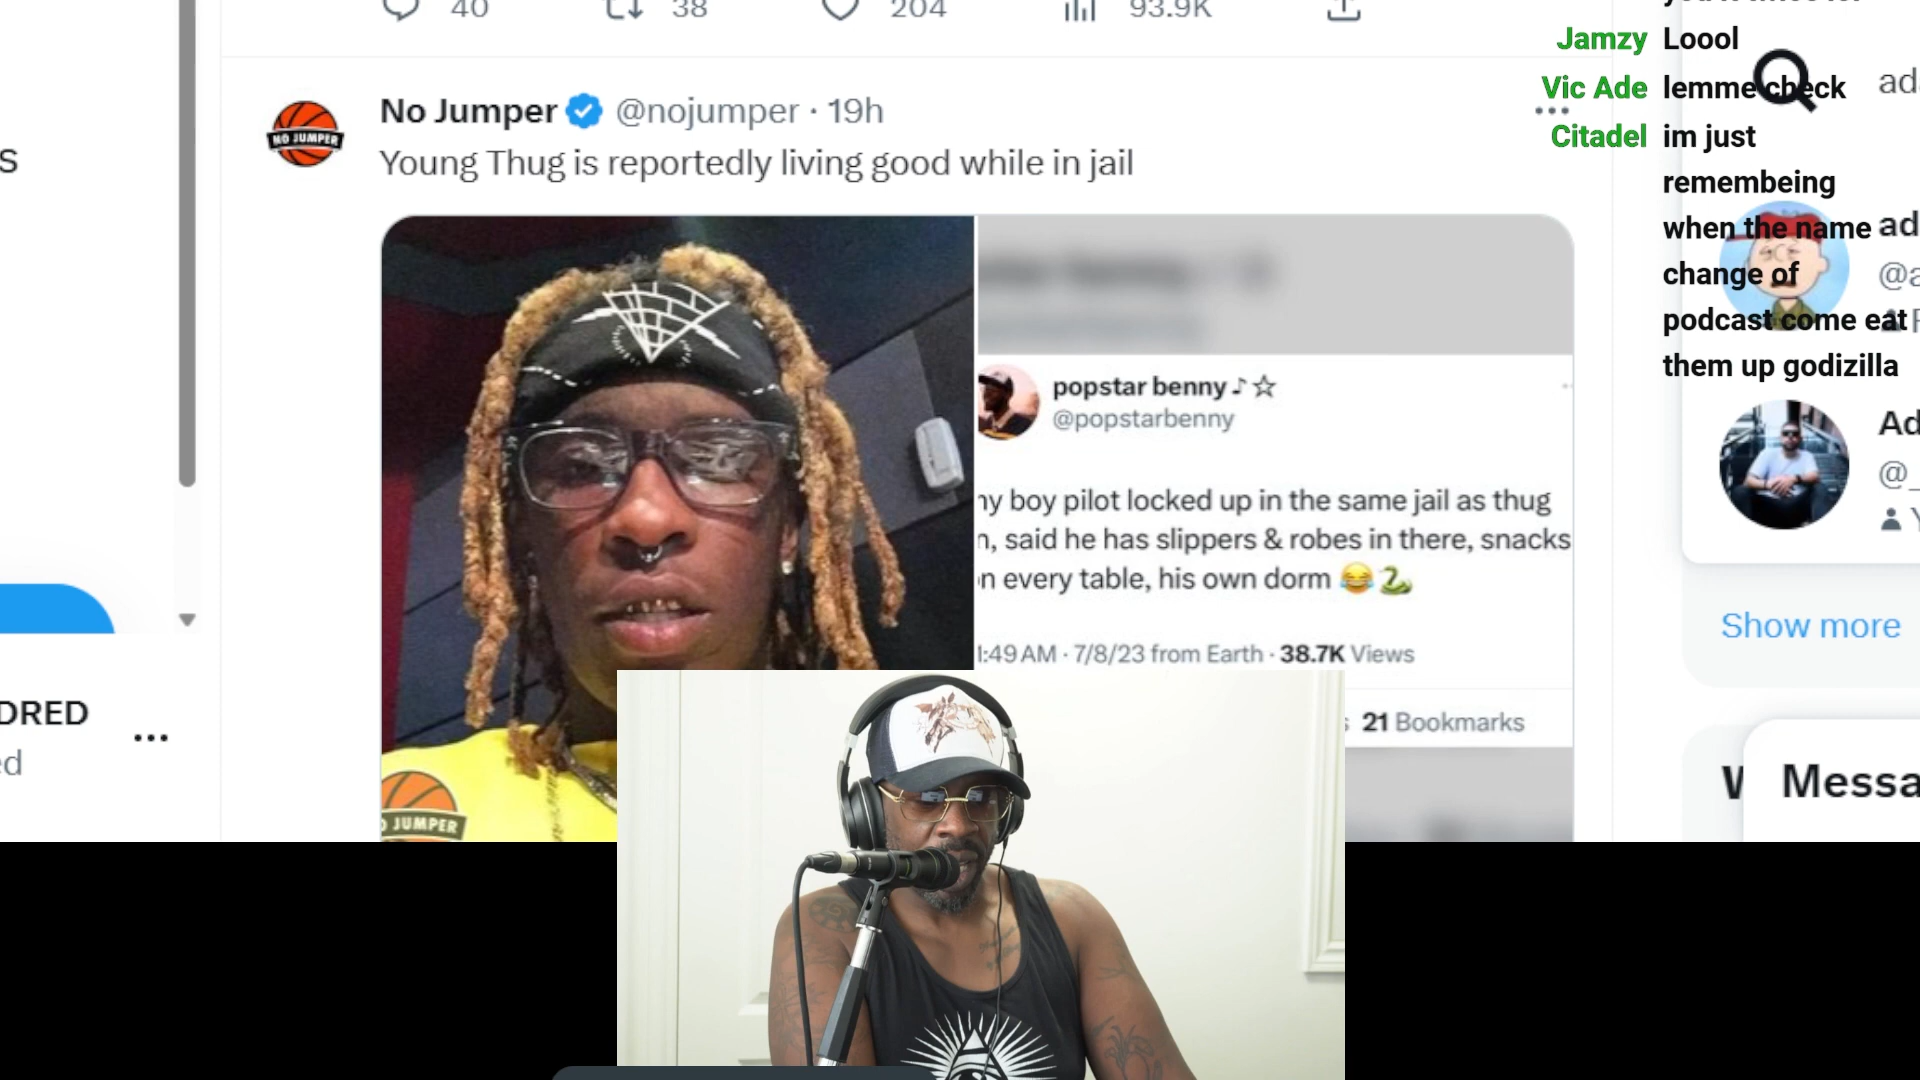 40 38 204 93.9K
No Jumper @nojumper · 19h
Young Thug is reportedly living good while in jail
NO JUMPER
popstar benny
@popstarbenny
boy pilot locked up in the same jail as thug
said he has slippers & robes in there, snacks
every table, his own dorm 😂🐍
:49 AM · 7/8/23 from Earth · 38.7K Views
21 Bookmarks
JUMPER
Jamzy Loool
Vic Ade lemme check
Citadel im just
remembeing
when the name
change of
podcast come eat
them up godizilla
Show more
Messa
DRED